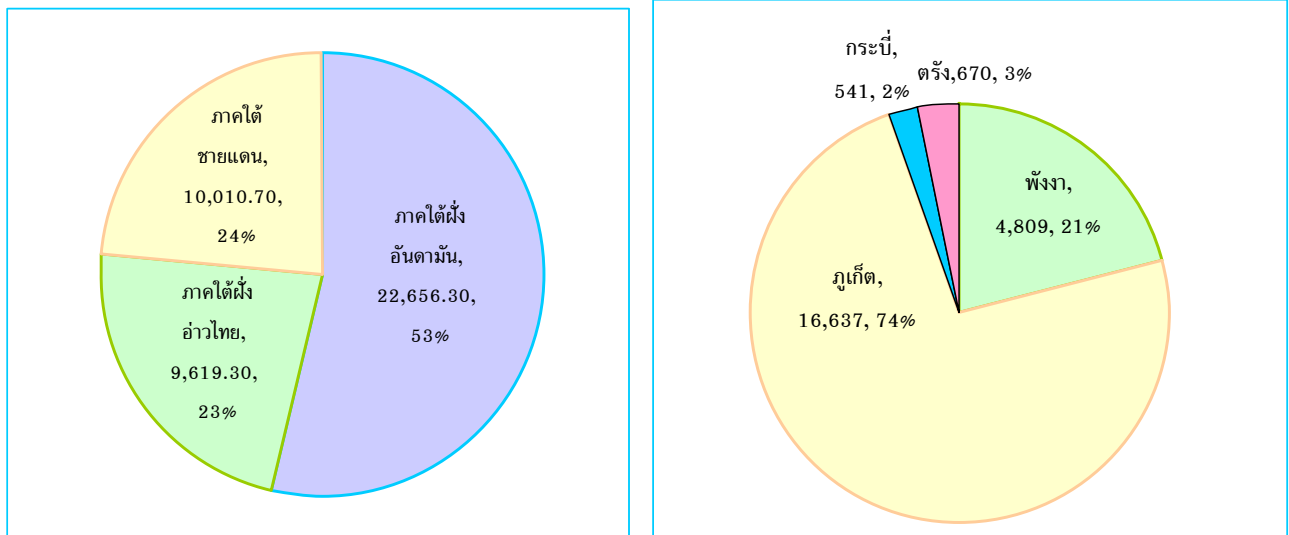 ภาคใต้
ชายแดน,
10,010.70,
24%
ภาคใต้ฝั่ง
อันดามัน,
22,656.30,
53%
ภาคใต้ฝั่ง
อ่าวไทย,
9,619.30,
23%
กระบี่,
541, 2%
ตรัง,670, 3%
พังงา,
4,809, 21%
ภูเก็ต,
16,637, 74%